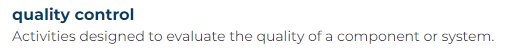 quality control
Activities designed to evaluate the quality of a component or system.